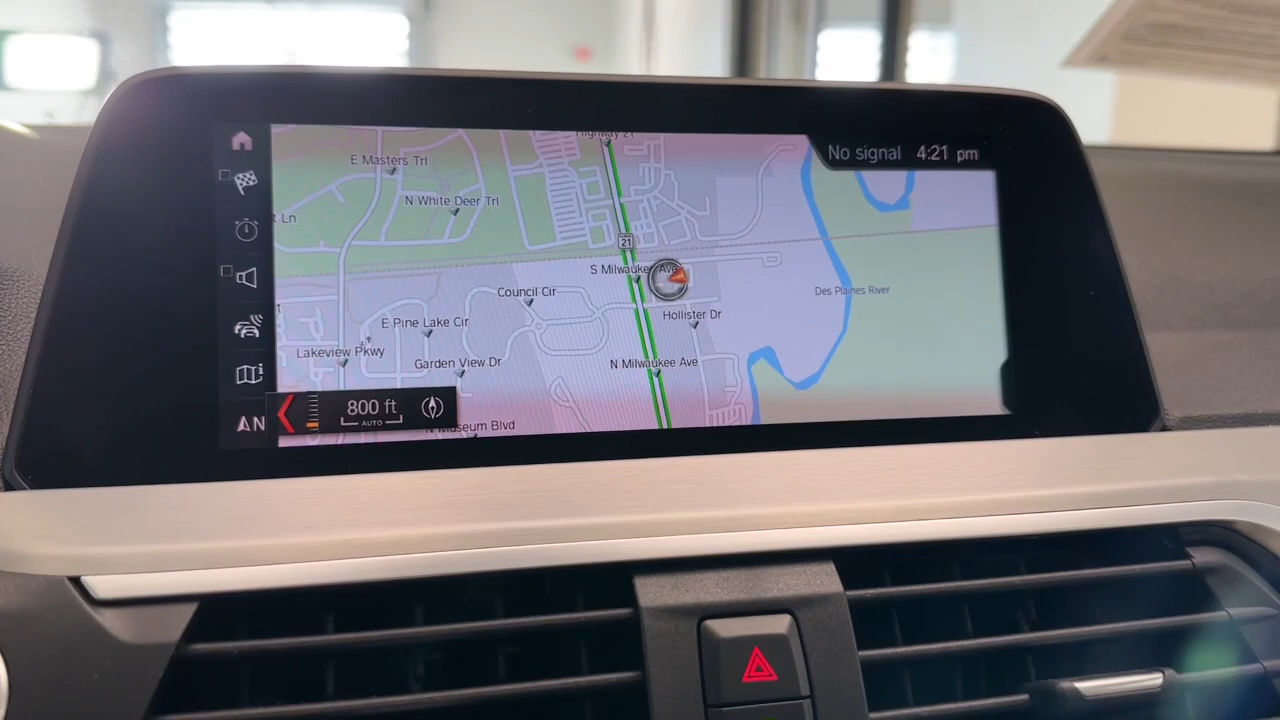 Highway 21
No signal 4:21 pm
E Masters Trl
N White Deer Trl
t Ln
21
S Milwaukee Ave
Council Cir
Des Plaines River
Hollister Dr
E Pine Lake Cir
Lakeview Pkwy
Garden View Dr
N Milwaukee Ave
800 ft
AUTO
N Museum Blvd
AN